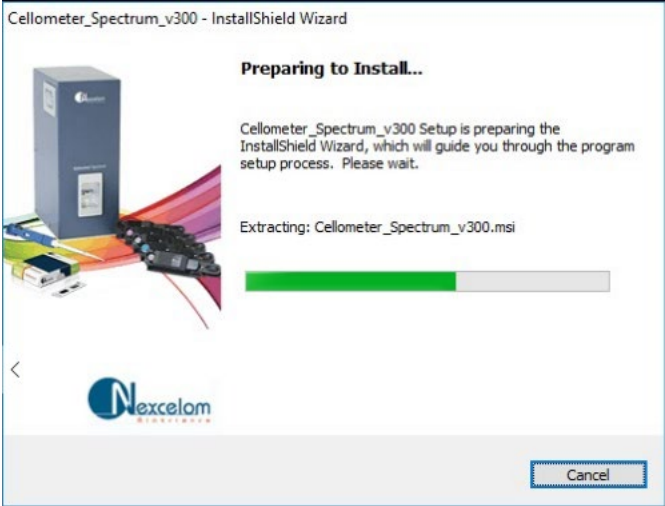 Cellometer_Spectrum_v300 - InstallShield Wizard
Preparing to Install...
Cellometer_Spectrum_v300 Setup is preparing the
InstallShield Wizard, which will guide you through the program
setup process. Please wait.
Extracting: Cellometer_Spectrum_v300.msi
Nexcelom
Bioscience
Cancel